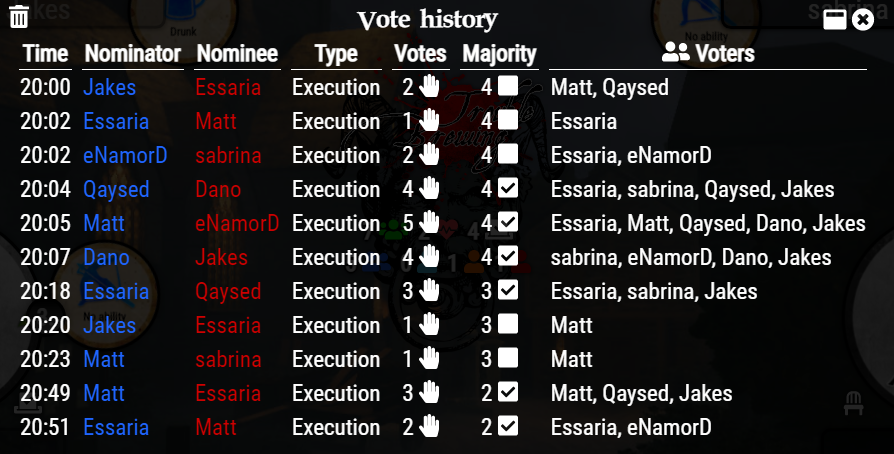 Vote history
Drunk
No ability
sabrina
Time Nominator Nominee Type Votes Majority Voters
20:00 Jakes Essaria Execution 2 4 Matt, Qaysed
20:02 Essaria Matt Execution 1 4 Essaria
20:02 eNamorD sabrina Execution 2 4 Essaria, eNamorD
20:04 Qaysed Dano Execution 4 4 Essaria, sabrina, Qaysed, Jakes
20:05 Matt eNamorD Execution 5 4 Essaria, Matt, Qaysed, Dano, Jakes
20:07 Dano Jakes Execution 4 4 sabrina, eNamorD, Dano, Jakes
20:18 Essaria Qaysed Execution 3 3 Essaria, sabrina, Jakes
20:20 Jakes Essaria Execution 1 3 Matt
No ability
20:23 Matt sabrina Execution 1 3 Matt
20:49 Matt Essaria Execution 3 2 Matt, Qaysed, Jakes
20:51 Essaria Matt Execution 2 2 Essaria, eNamorD